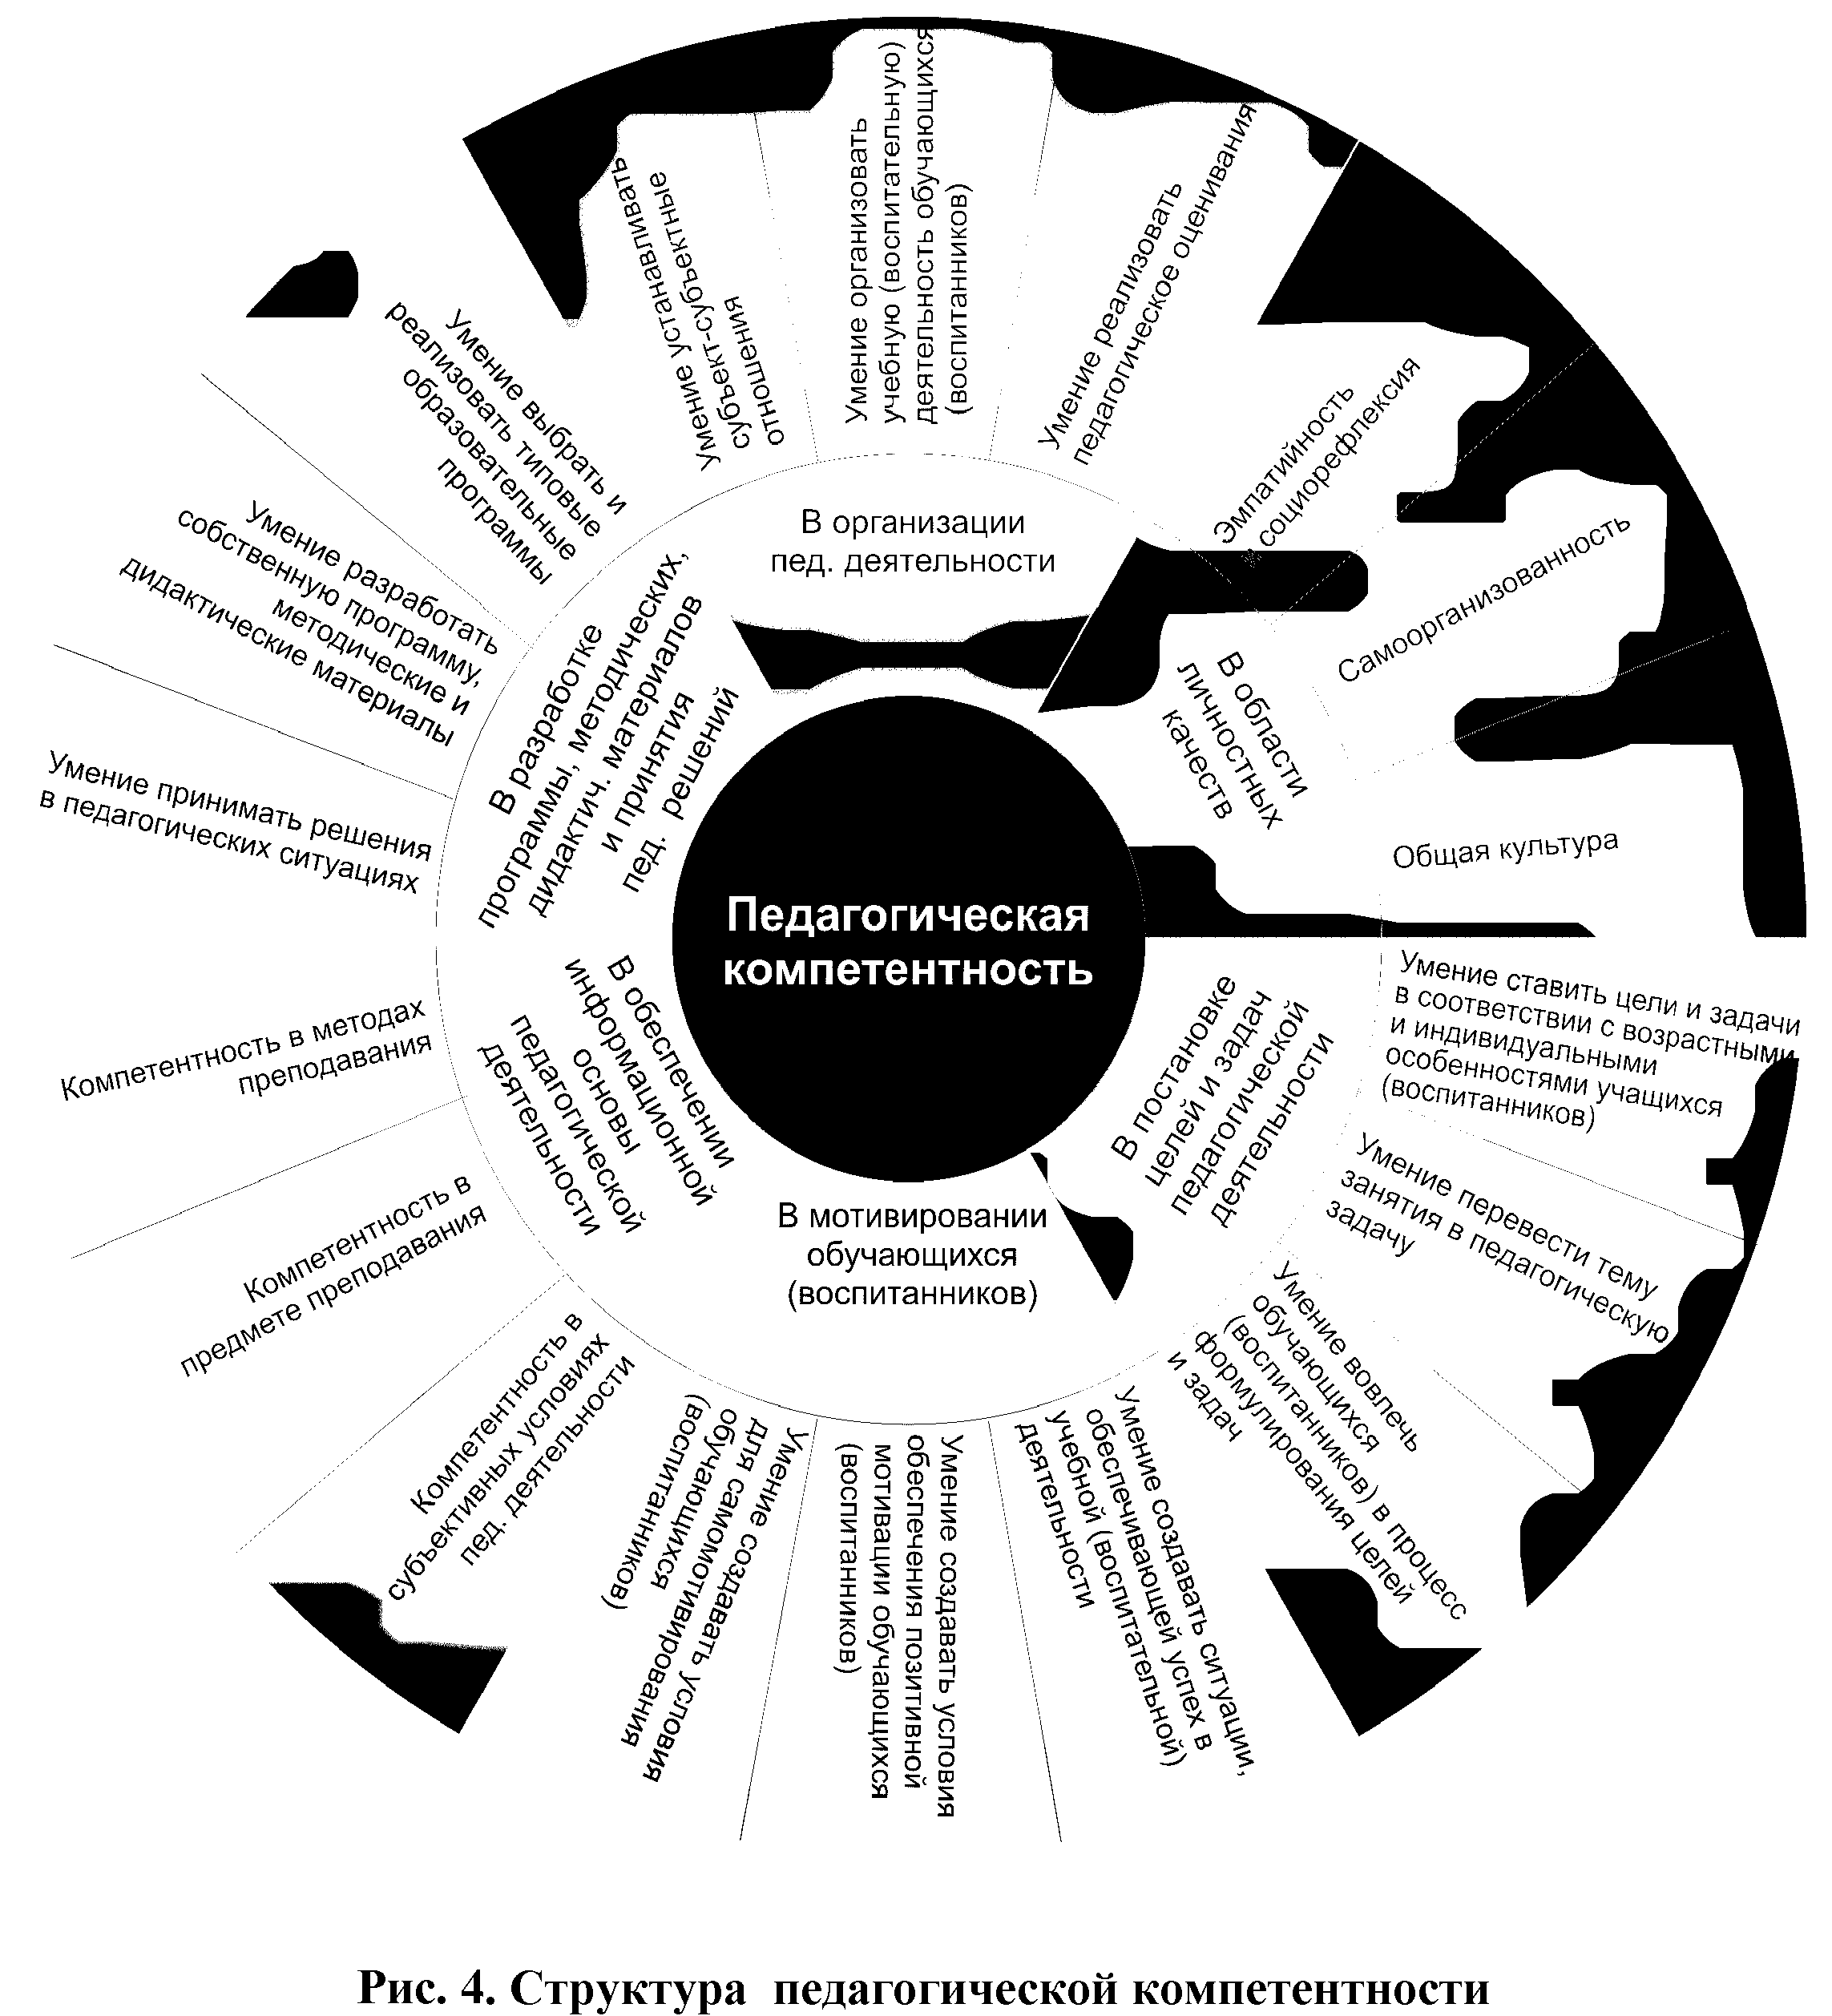 Педагогическая
компетентность
В организации
пед. деятельности
Умение устанавливать
субъект-субъектные
отношения
Умение организовать
учебную (воспитательную)
деятельность обучающихся
(воспитанников)
Умение реализовать
педагогическое оценивания
В области
личностных
качеств
Эмпатийность
и социорефлексия
Самоорганизованность
Общая культура
В постановке
целей и задач
педагогической
деятельности
Умение ставить цели и задачи
в соответствии с возрастными
и индивидуальными
особенностями учащихся
(воспитанников)
Умение перевести тему
занятия в педагогическую
задачу
Умение вовлечь
обучающихся
(воспитанников) в процесс
формулирования целей
и задач
В мотивировании
обучающихся
(воспитанников)
Умение создавать ситуации,
обеспечивающей успех в
учебной (воспитательной)
деятельности
Умение создавать условия
обеспечения позитивной
мотивации обучающихся
(воспитанников)
Умение создавать условия
для самомотивирования
обучающихся
(воспитанников)
В обеспечении
информационной
основы
педагогической
деятельности
Компетентность в
субъективных условиях
пед. деятельности
Компетентность в
предмете преподавания
Компетентность в методах
преподавания
В разработке
программы, методических,
дидактич. материалов
и принятия
пед. решений
Умение принимать решения
в педагогических ситуациях
Умение разработать
собственную программу,
методические и
дидактические материалы
Умение выбрать и
реализовать типовые
образовательные
программы
Рис. 4. Структура педагогической компетентности